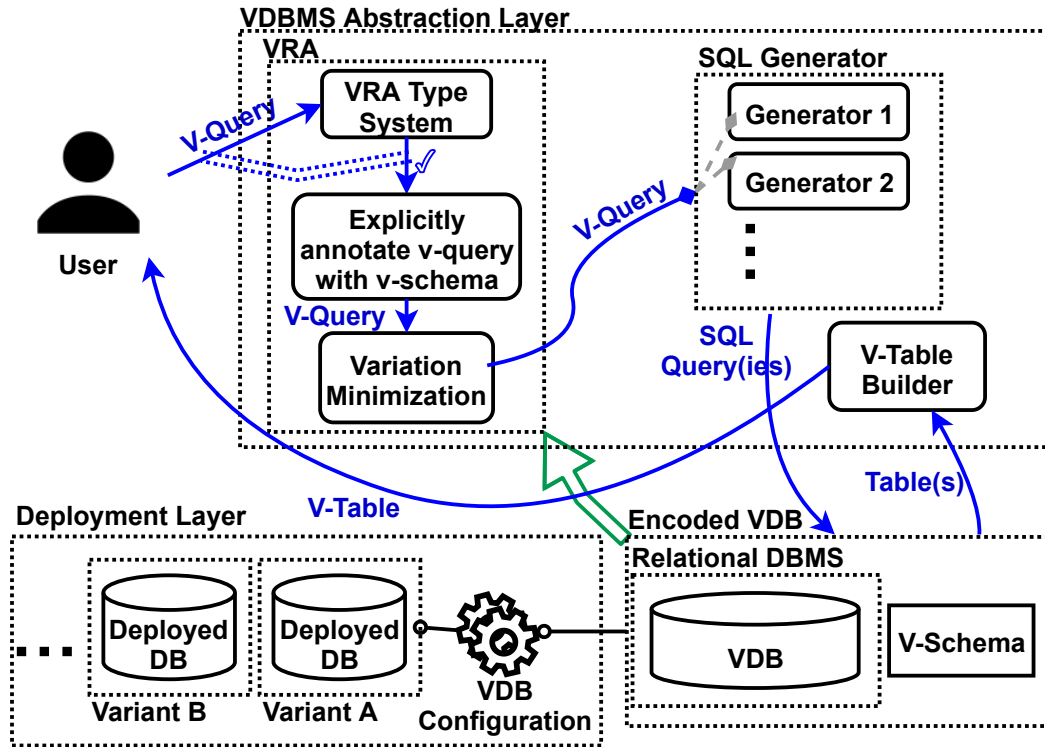 VDBMS Abstraction Layer
VRA
SQL Generator
VRA Type
System
V-Query
Generator 1
Generator 2
User
Explicitly
annotate v-query
with v-schema
V-Query
V-Query
Variation
Minimization
SQL
Query(ies)
V-Table
Builder
V-Table
Table(s)
Deployment Layer
Encoded VDB
Relational DBMS
Deployed
DB
Variant B
Deployed
DB
Variant A
VDB
Configuration
VDB
V-Schema